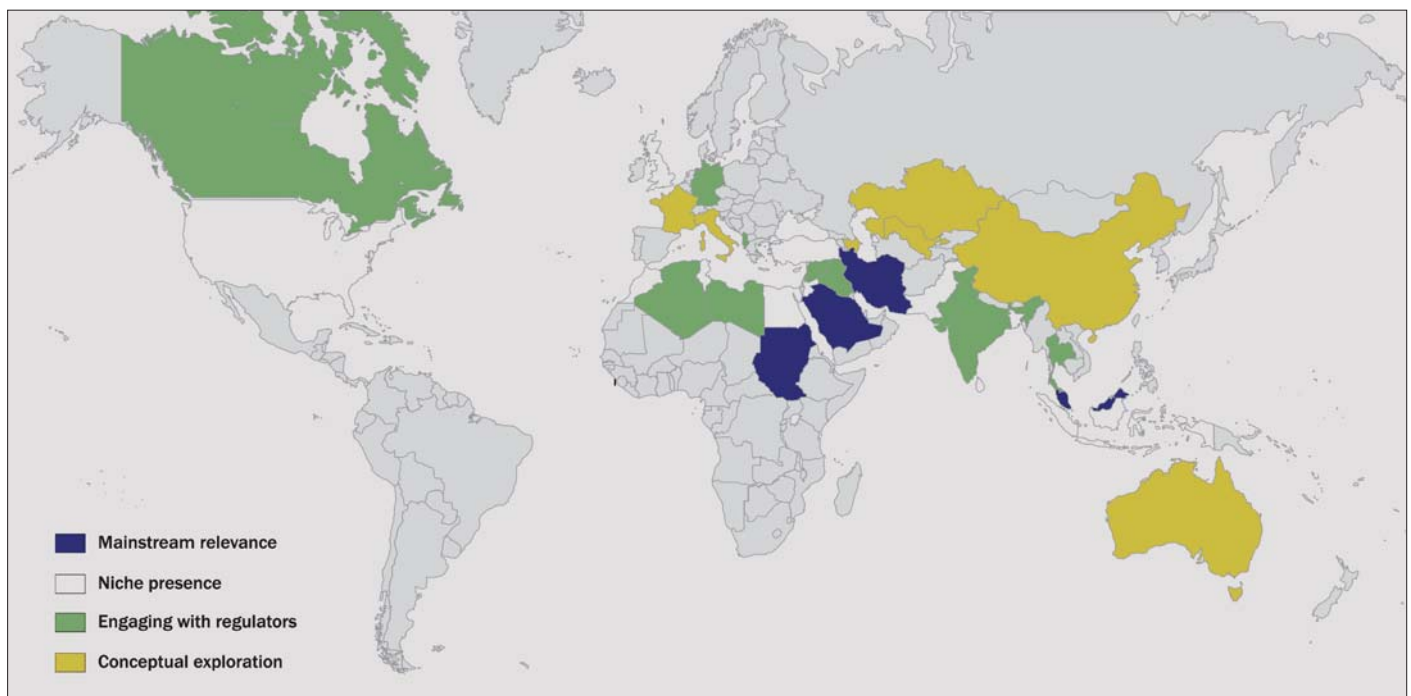 Mainstream relevance
Niche presence
Engaging with regulators
Conceptual exploration